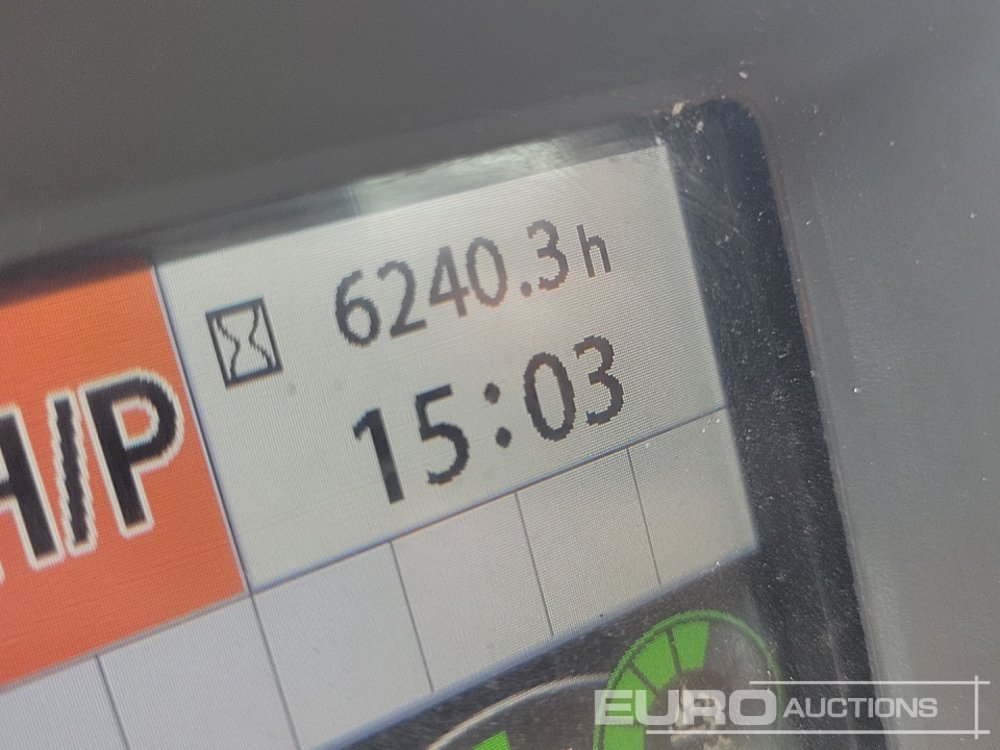 6240.3h
15:03
H/P
EURO AUCTIONS